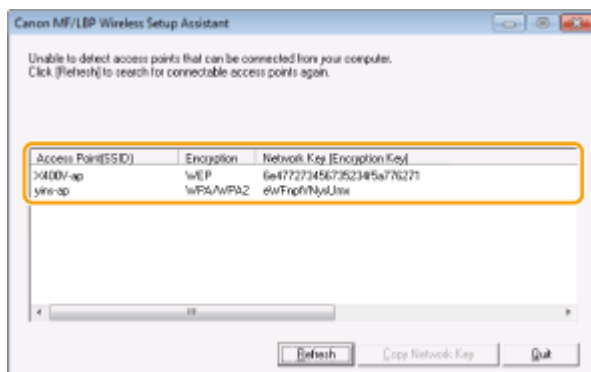 Canon MF/LBP Wireless Setup Assistant
Unable to detect access points that can be connected from your computer.
Click [Refresh] to search for connectable access points again.
Access Point(SSID) Encryption Network Key [Encryption Key]
X400V-ap WEP
yins-ap WPA/WPA2
Refresh Copy Network Key Quit